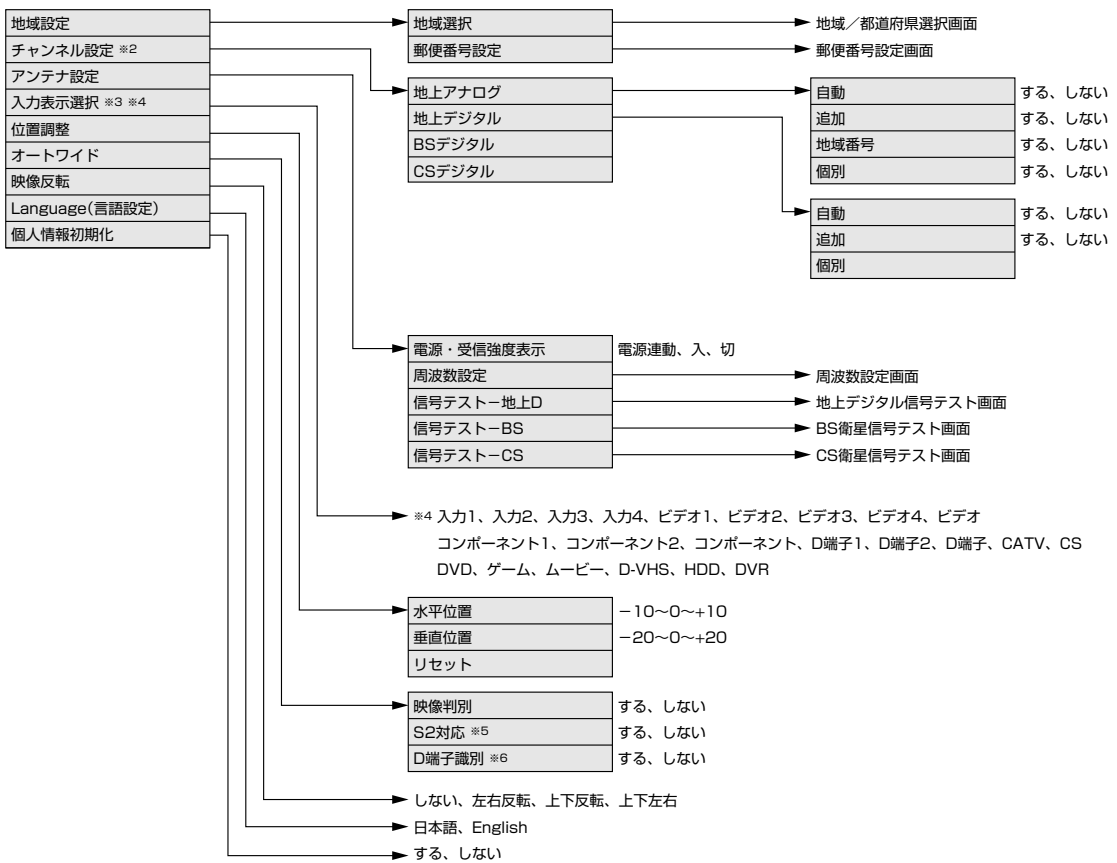 地域設定
チャンネル設定 ※2
アンテナ設定
入力表示選択 ※3 ※4
位置調整
オートワイド
映像反転
Language(言語設定)
個人情報初期化
地域選択
地域／都道府県選択画面
郵便番号設定
郵便番号設定画面
地上アナログ
地上デジタル
BSデジタル
CSデジタル
自動 する、しない
追加 する、しない
地域番号 する、しない
個別 する、しない
自動 する、しない
追加 する、しない
個別
電源・受信強度表示 電源連動、入、切
周波数設定 周波数設定画面
信号テスト－地上D 地上デジタル信号テスト画面
信号テスト－BS BS衛星信号テスト画面
信号テスト－CS CS衛星信号テスト画面
※4 入力1、入力2、入力3、入力4、ビデオ1、ビデオ2、ビデオ3、ビデオ4、ビデオ
コンポーネント1、コンポーネント2、コンポーネント、D端子1、D端子2、D端子、CATV、CS
DVD、ゲーム、ムービー、D-VHS、HDD、DVR
水平位置 －10〜0〜+10
垂直位置 －20〜0〜+20
リセット
映像判別 する、しない
S2対応 ※5 する、しない
D端子識別 ※6 する、しない
しない、左右反転、上下反転、上下左右
日本語、English
する、しない